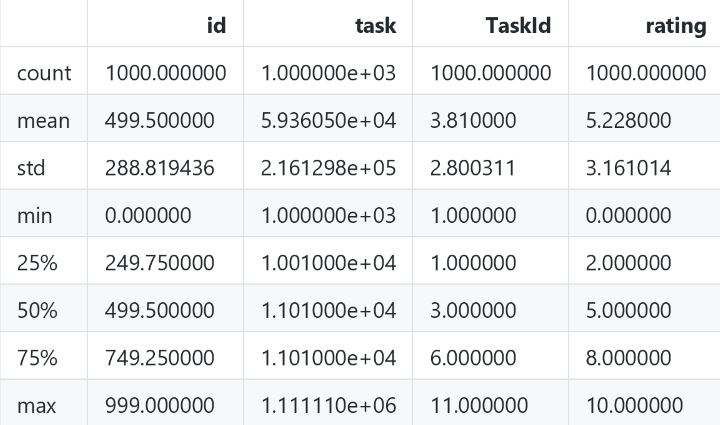 id task TaskId rating
count 1000.000000 1.000000e+03 1000.000000 1000.000000
mean 499.500000 5.936050e+04 3.810000 5.228000
std 288.819436 2.161298e+05 2.800311 3.161014
min 0.000000 1.000000e+03 1.000000 0.000000
25% 249.750000 1.001000e+04 1.000000 2.000000
50% 499.500000 1.101000e+04 3.000000 5.000000
75% 749.250000 1.101000e+04 6.000000 8.000000
max 999.000000 1.111110e+06 11.000000 10.000000